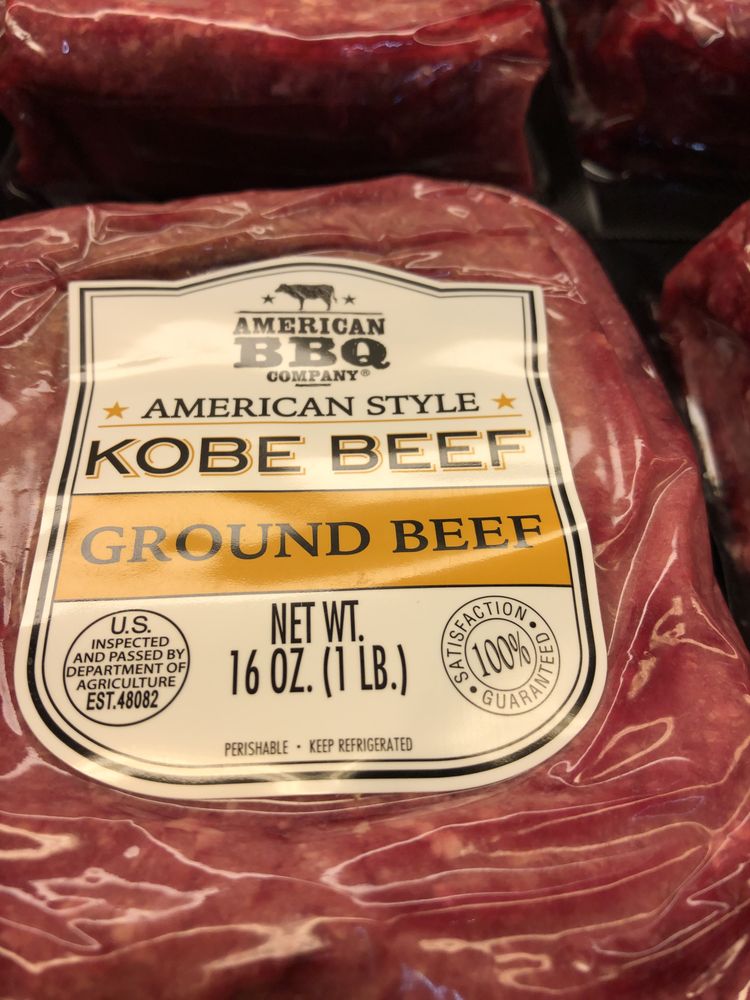 AMERICAN
BBQ
COMPANY®
AMERICAN STYLE
KOBE BEEF
GROUND BEEF
U.S.
INSPECTED
AND PASSED BY
DEPARTMENT OF
AGRICULTURE
EST.48082
NET WT.
16 OZ. (1 LB.)
SATISFACTION
100%
GUARANTEED
PERISHABLE • KEEP REFRIGERATED